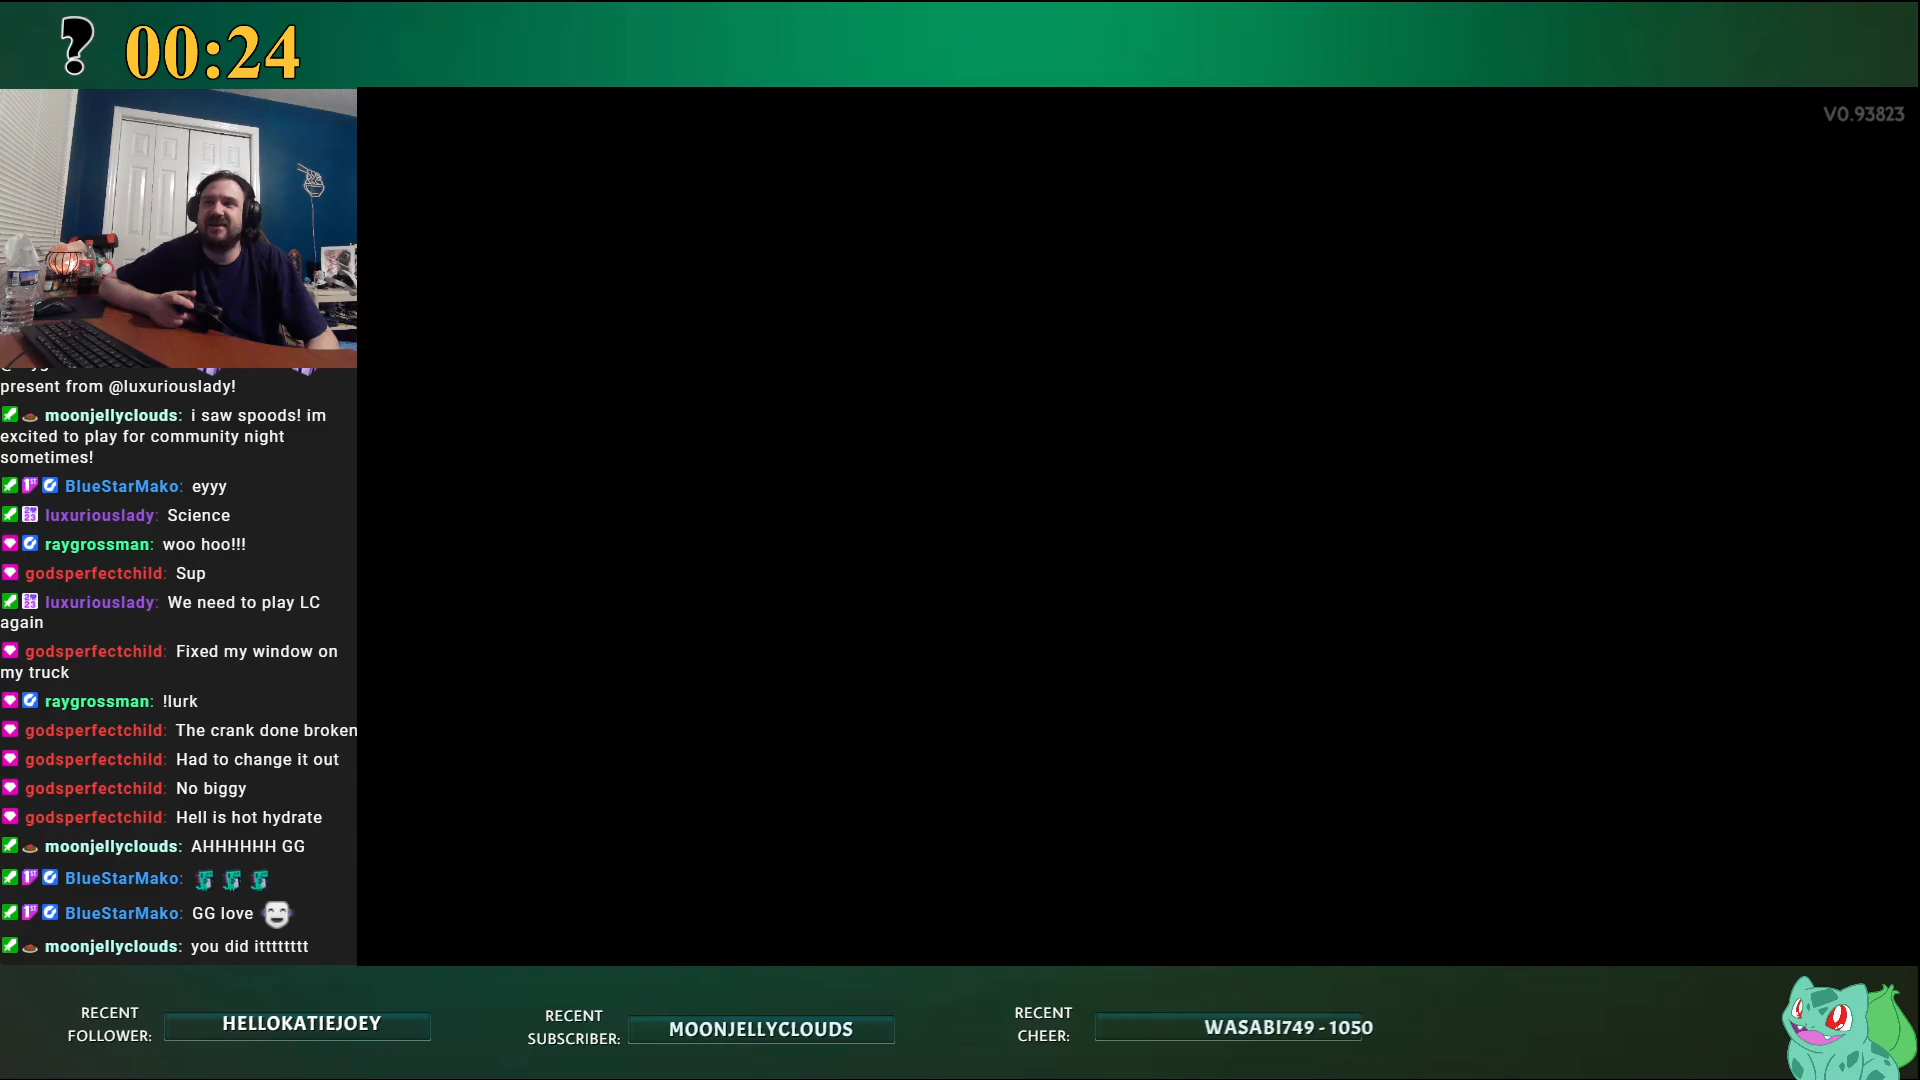 ? 00:24
V0.93823
present from @luxuriouslady!
moonjellyclouds: i saw spoods! im
excited to play for community night
sometimes!
BlueStarMako: eyyy
luxuriouslady: Science
raygrossman: woo hoo!!!
godsperfectchild: Sup
luxuriouslady: We need to play LC
again
godsperfectchild: Fixed my window on
my truck
raygrossman: !lurk
godsperfectchild: The crank done broken
godsperfectchild: Had to change it out
godsperfectchild: No biggy
godsperfectchild: Hell is hot hydrate
moonjellyclouds: AHHHHHH GG
BlueStarMako:
BlueStarMako: GG love
moonjellyclouds: you did itttttttt
RECENT
FOLLOWER:
HELLOKATIEJOEY
RECENT
SUBSCRIBER:
MOONJELLYCLOUDS
RECENT
CHEER:
WASABI749 - 1050